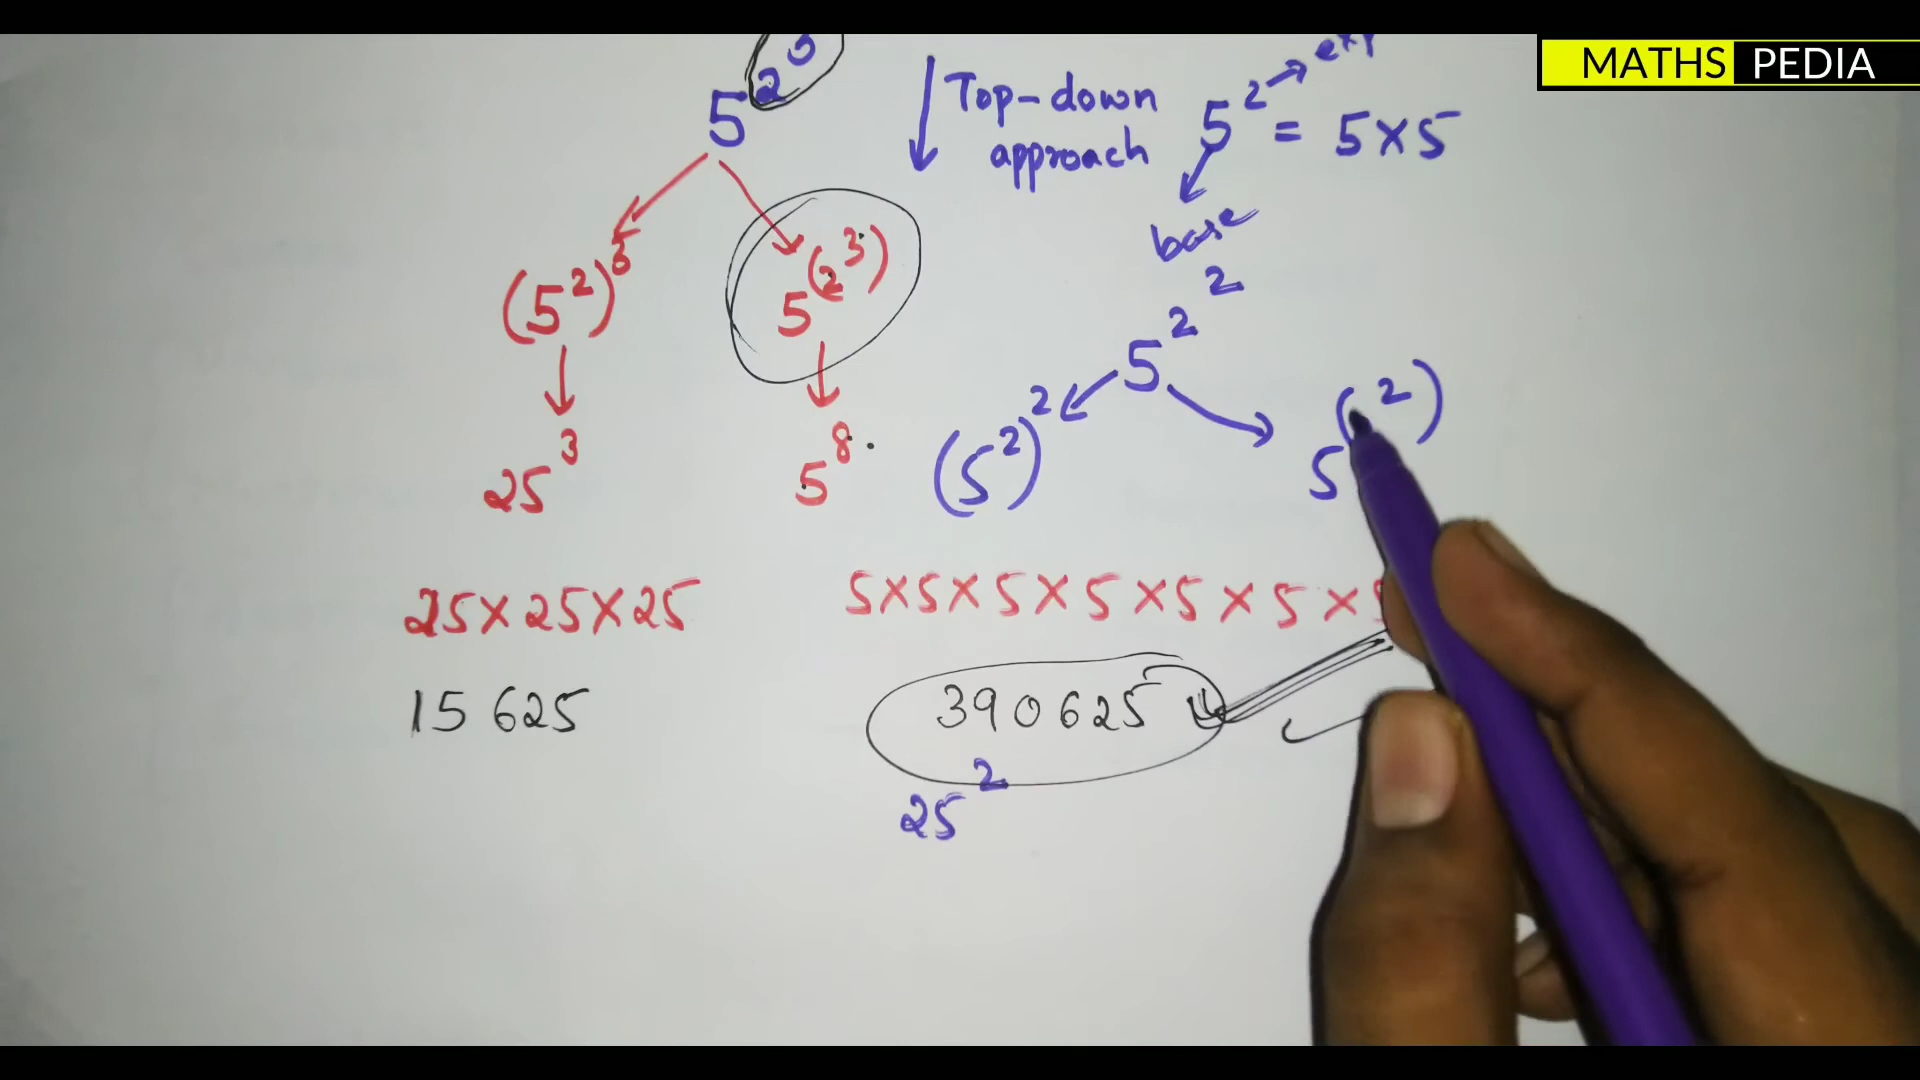 MATHS PEDIA
5^2^3
Top-down
approach
5^2 → exp
= 5×5
base
(5^2)^3
5^(2^3)
5^2^2
25^3
5^8
(5^2)^2
5^( ^2)
25×25×25
5×5×5×5×5×5×5
15625
390625
25^2